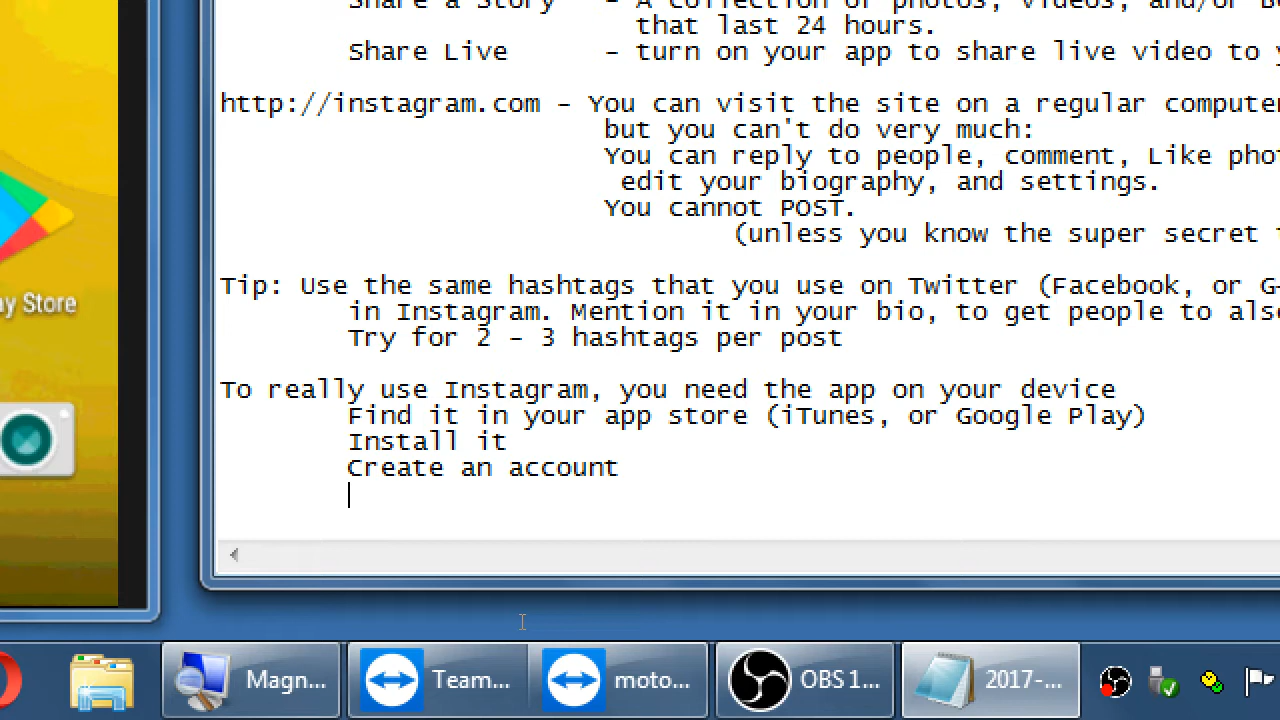 Share a Story - A collection of photos, videos, and/or
that last 24 hours.
Share Live - turn on your app to share live video to
http://instagram.com - You can visit the site on a regular computer
but you can't do very much:
You can reply to people, comment, Like
edit your biography, and settings.
You cannot POST.
(unless you know the super secret
Tip: Use the same hashtags that you use on Twitter (Facebook, or G
in Instagram. Mention it in your bio, to get people to
Try for 2 - 3 hashtags per post
To really use Instagram, you need the app on your device
Find it in your app store (iTunes, or Google Play)
Install it
Create an account
ay Store
Magn...
Team...
moto...
OBS 1...
2017-...